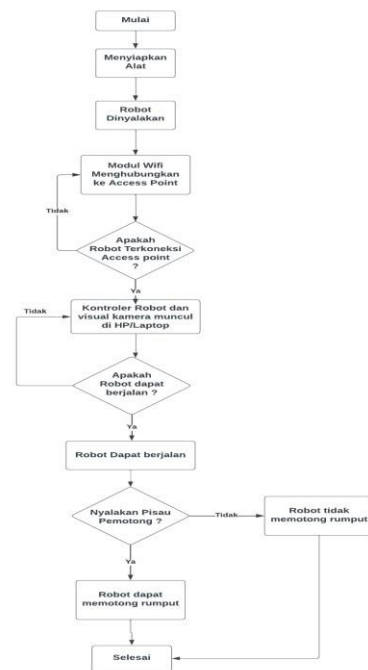 Mulai
Menyiapkan
Alat
Robot
Dinyalakan
Modul Wifi
Menghubungkan
ke Access Point
Tidak
Apakah
Robot Terkoneksi
Access point
?
Ya
Kontroler Robot dan
visual kamera muncul
di HP/Laptop
Tidak
Apakah
Robot dapat
berjalan ?
Ya
Robot Dapat berjalan
Nyalakan Pisau
Pemotong ?
Tidak
Robot tidak
memotong rumput
Ya
Robot dapat
memotong rumput
Selesai